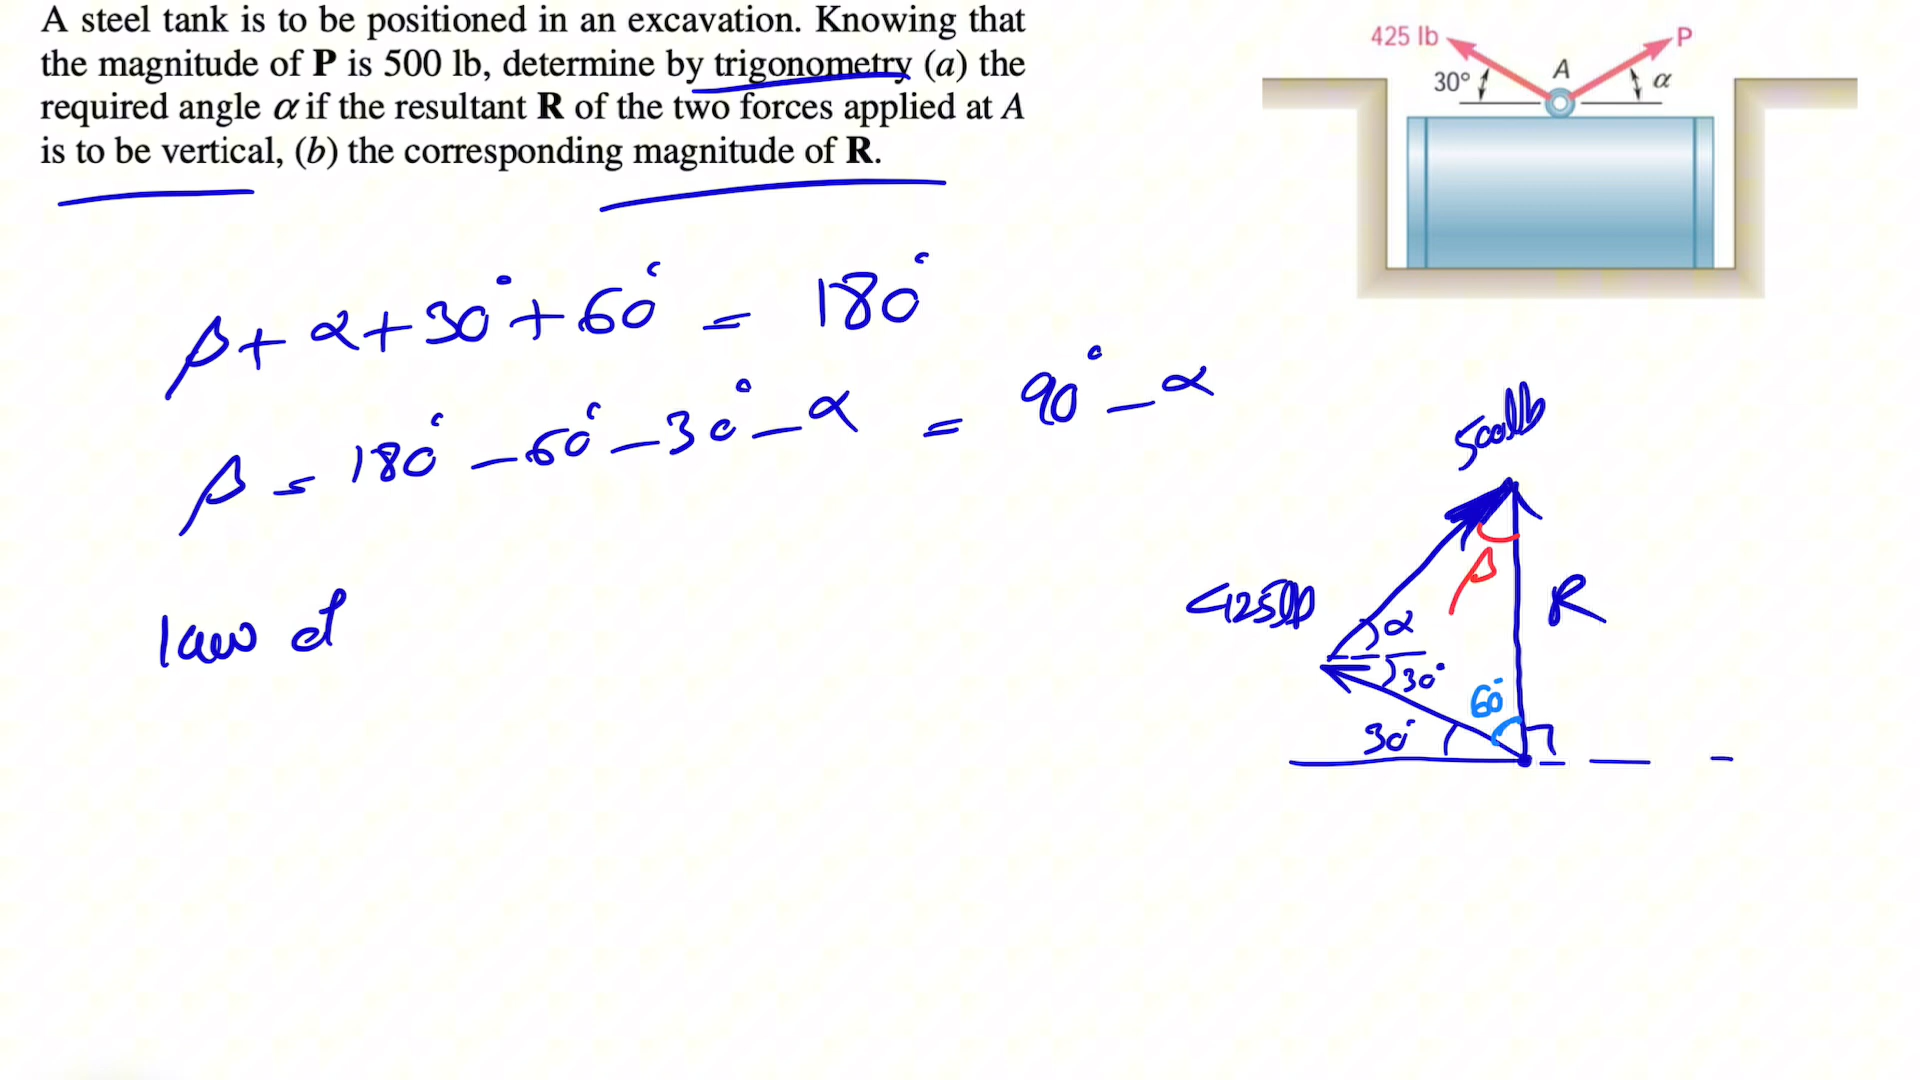 A steel tank is to be positioned in an excavation. Knowing that
the magnitude of P is 500 lb, determine by trigonometry (a) the
required angle α if the resultant R of the two forces applied at A
is to be vertical, (b) the corresponding magnitude of R.
425 lb
P
30°
A
α
β + α + 30° + 60° = 180°
β = 180° - 60° - 30° - α = 90° - α
law of
500lb
β
425lb
R
α
30°
60°
30°